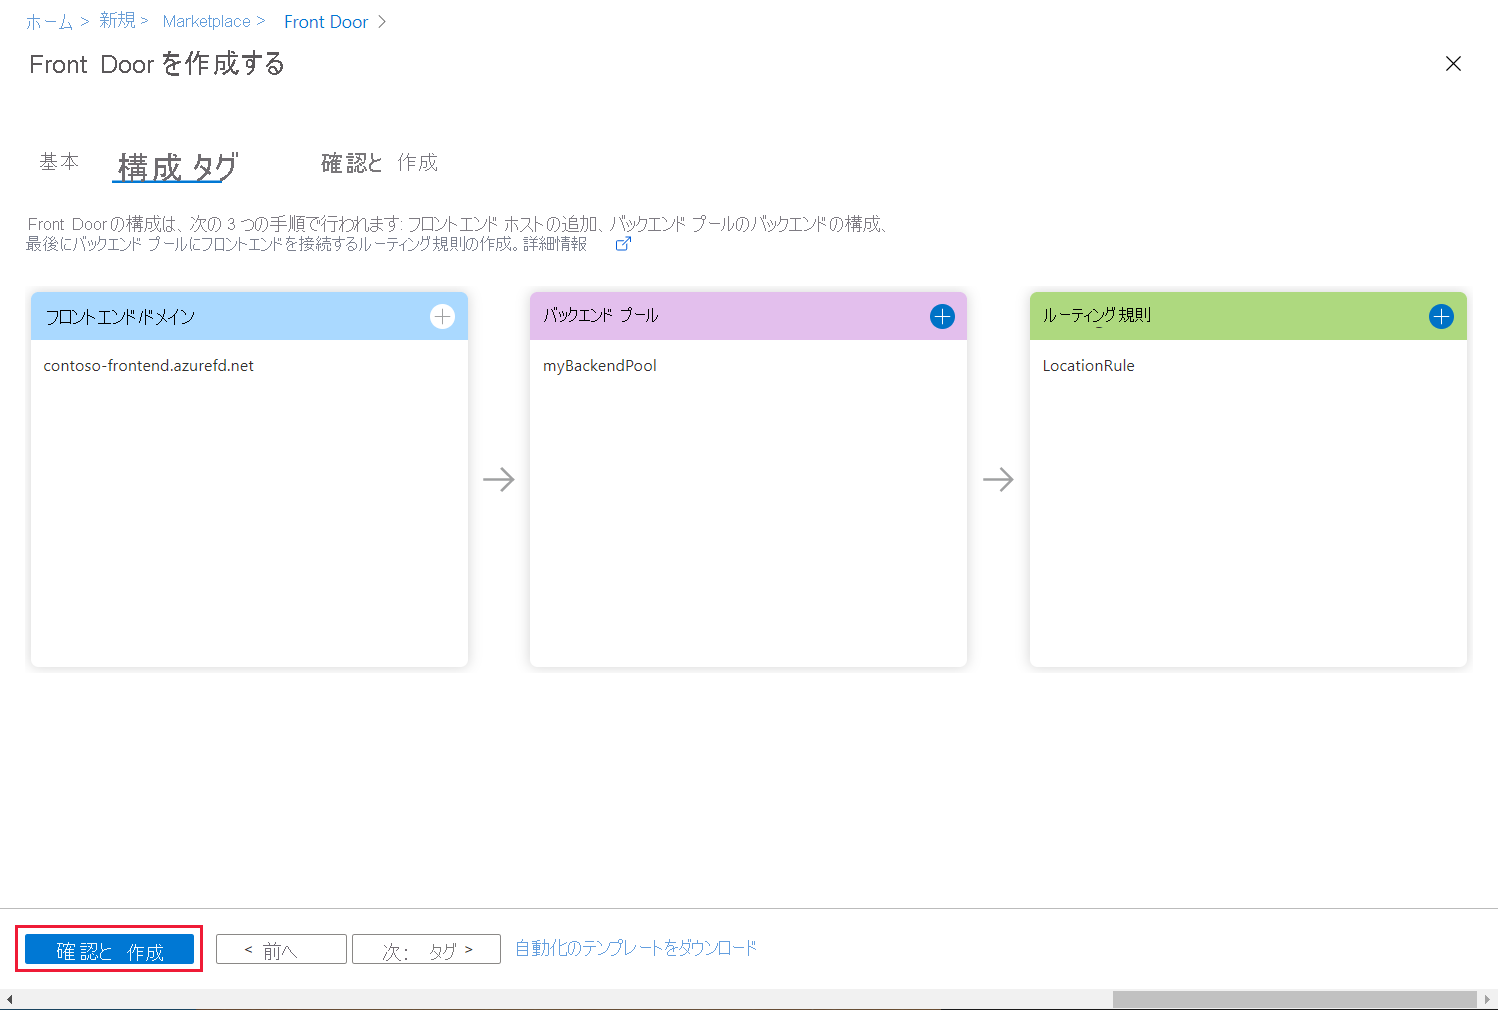 ホーム > 新規 > Marketplace > Front Door >
Front Door を作成する
基本 構成 タグ 確認と 作成
Front Doorの構成は、次の 3 つの手順で行われます: フロントエンド ホストの追加、バックエンド プールのバックエンドの構成、
最後にバックエンド プールにフロントエンドを接続するルーティング規則の作成。詳細情報
フロントエンド/ドメイン
contoso-frontend.azurefd.net
バックエンド プール
myBackendPool
ルーティング規則
LocationRule
確認と 作成
< 前へ
次: タグ >
自動化のテンプレートをダウンロード